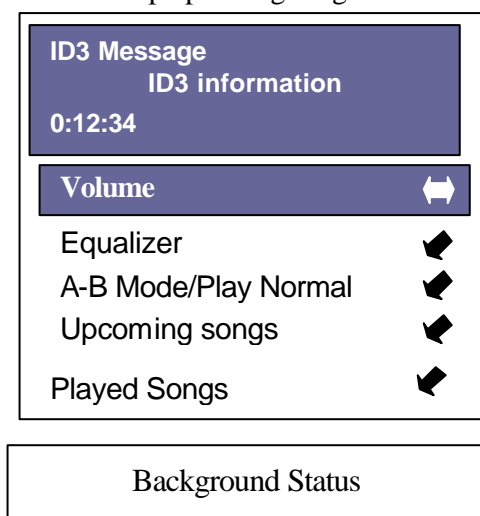 ID3 Message
ID3 information
0:12:34
Volume
Equalizer
A-B Mode/Play Normal
Upcoming songs
Played Songs
Background Status